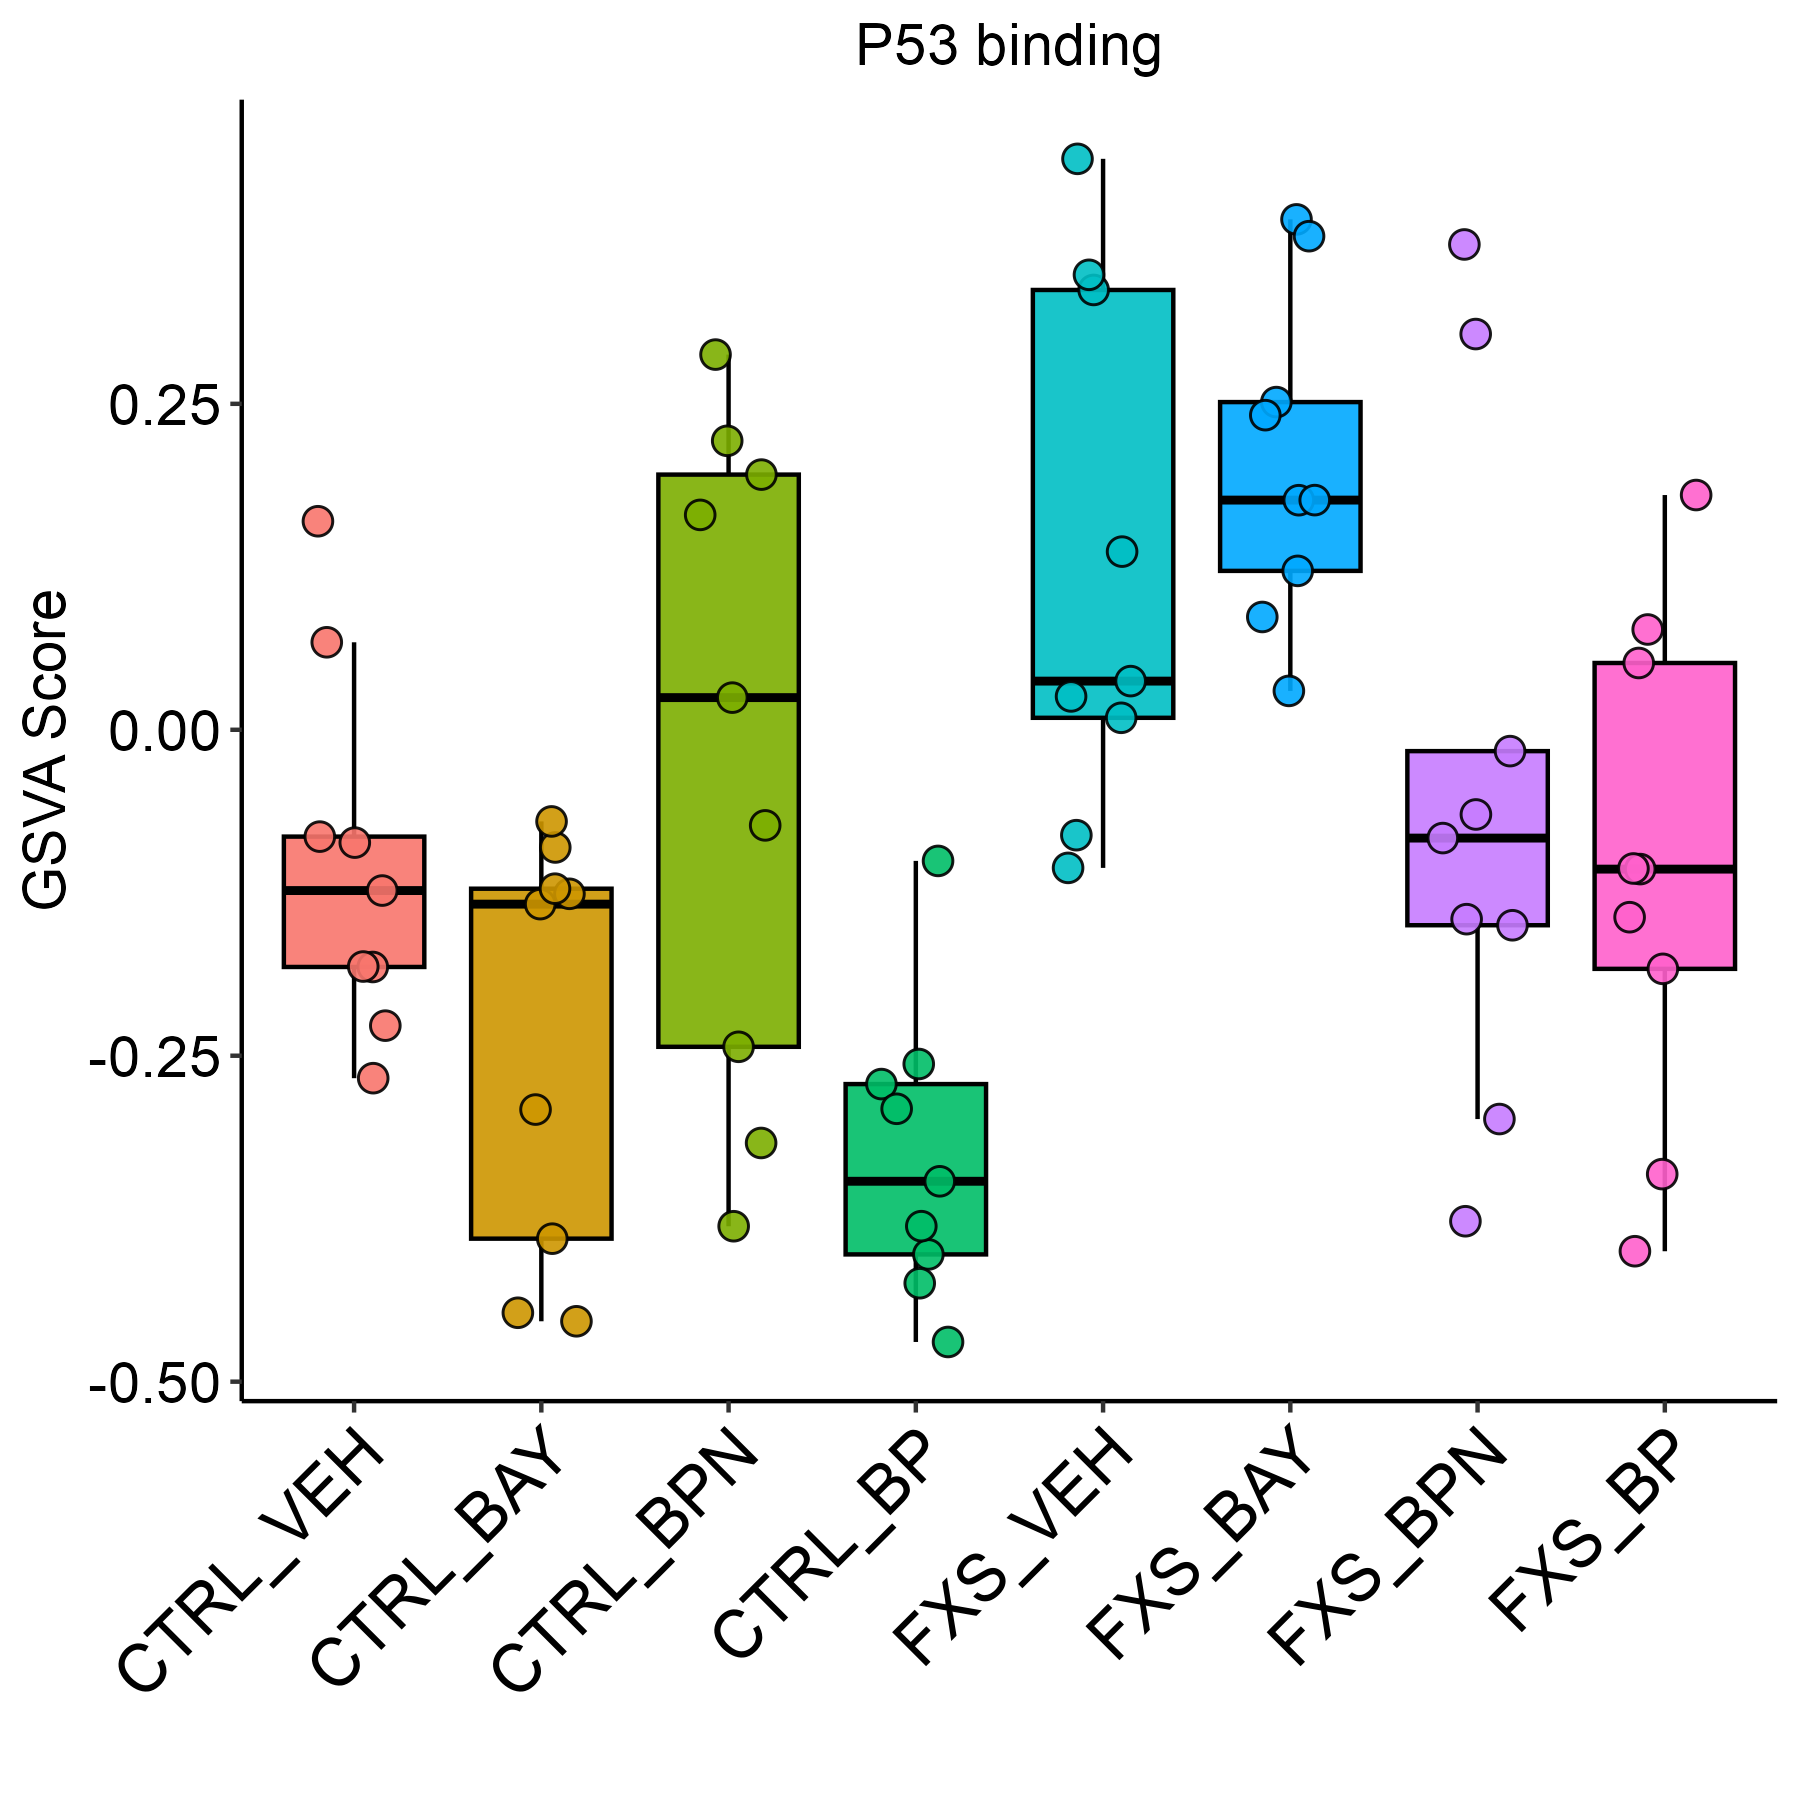 P53 binding
GSVA Score
0.25
0.00
-0.25
-0.50
CTRL_VEH
CTRL_BAY
CTRL_BPN
CTRL_BP
FXS_VEH
FXS_BAY
FXS_BPN
FXS_BP